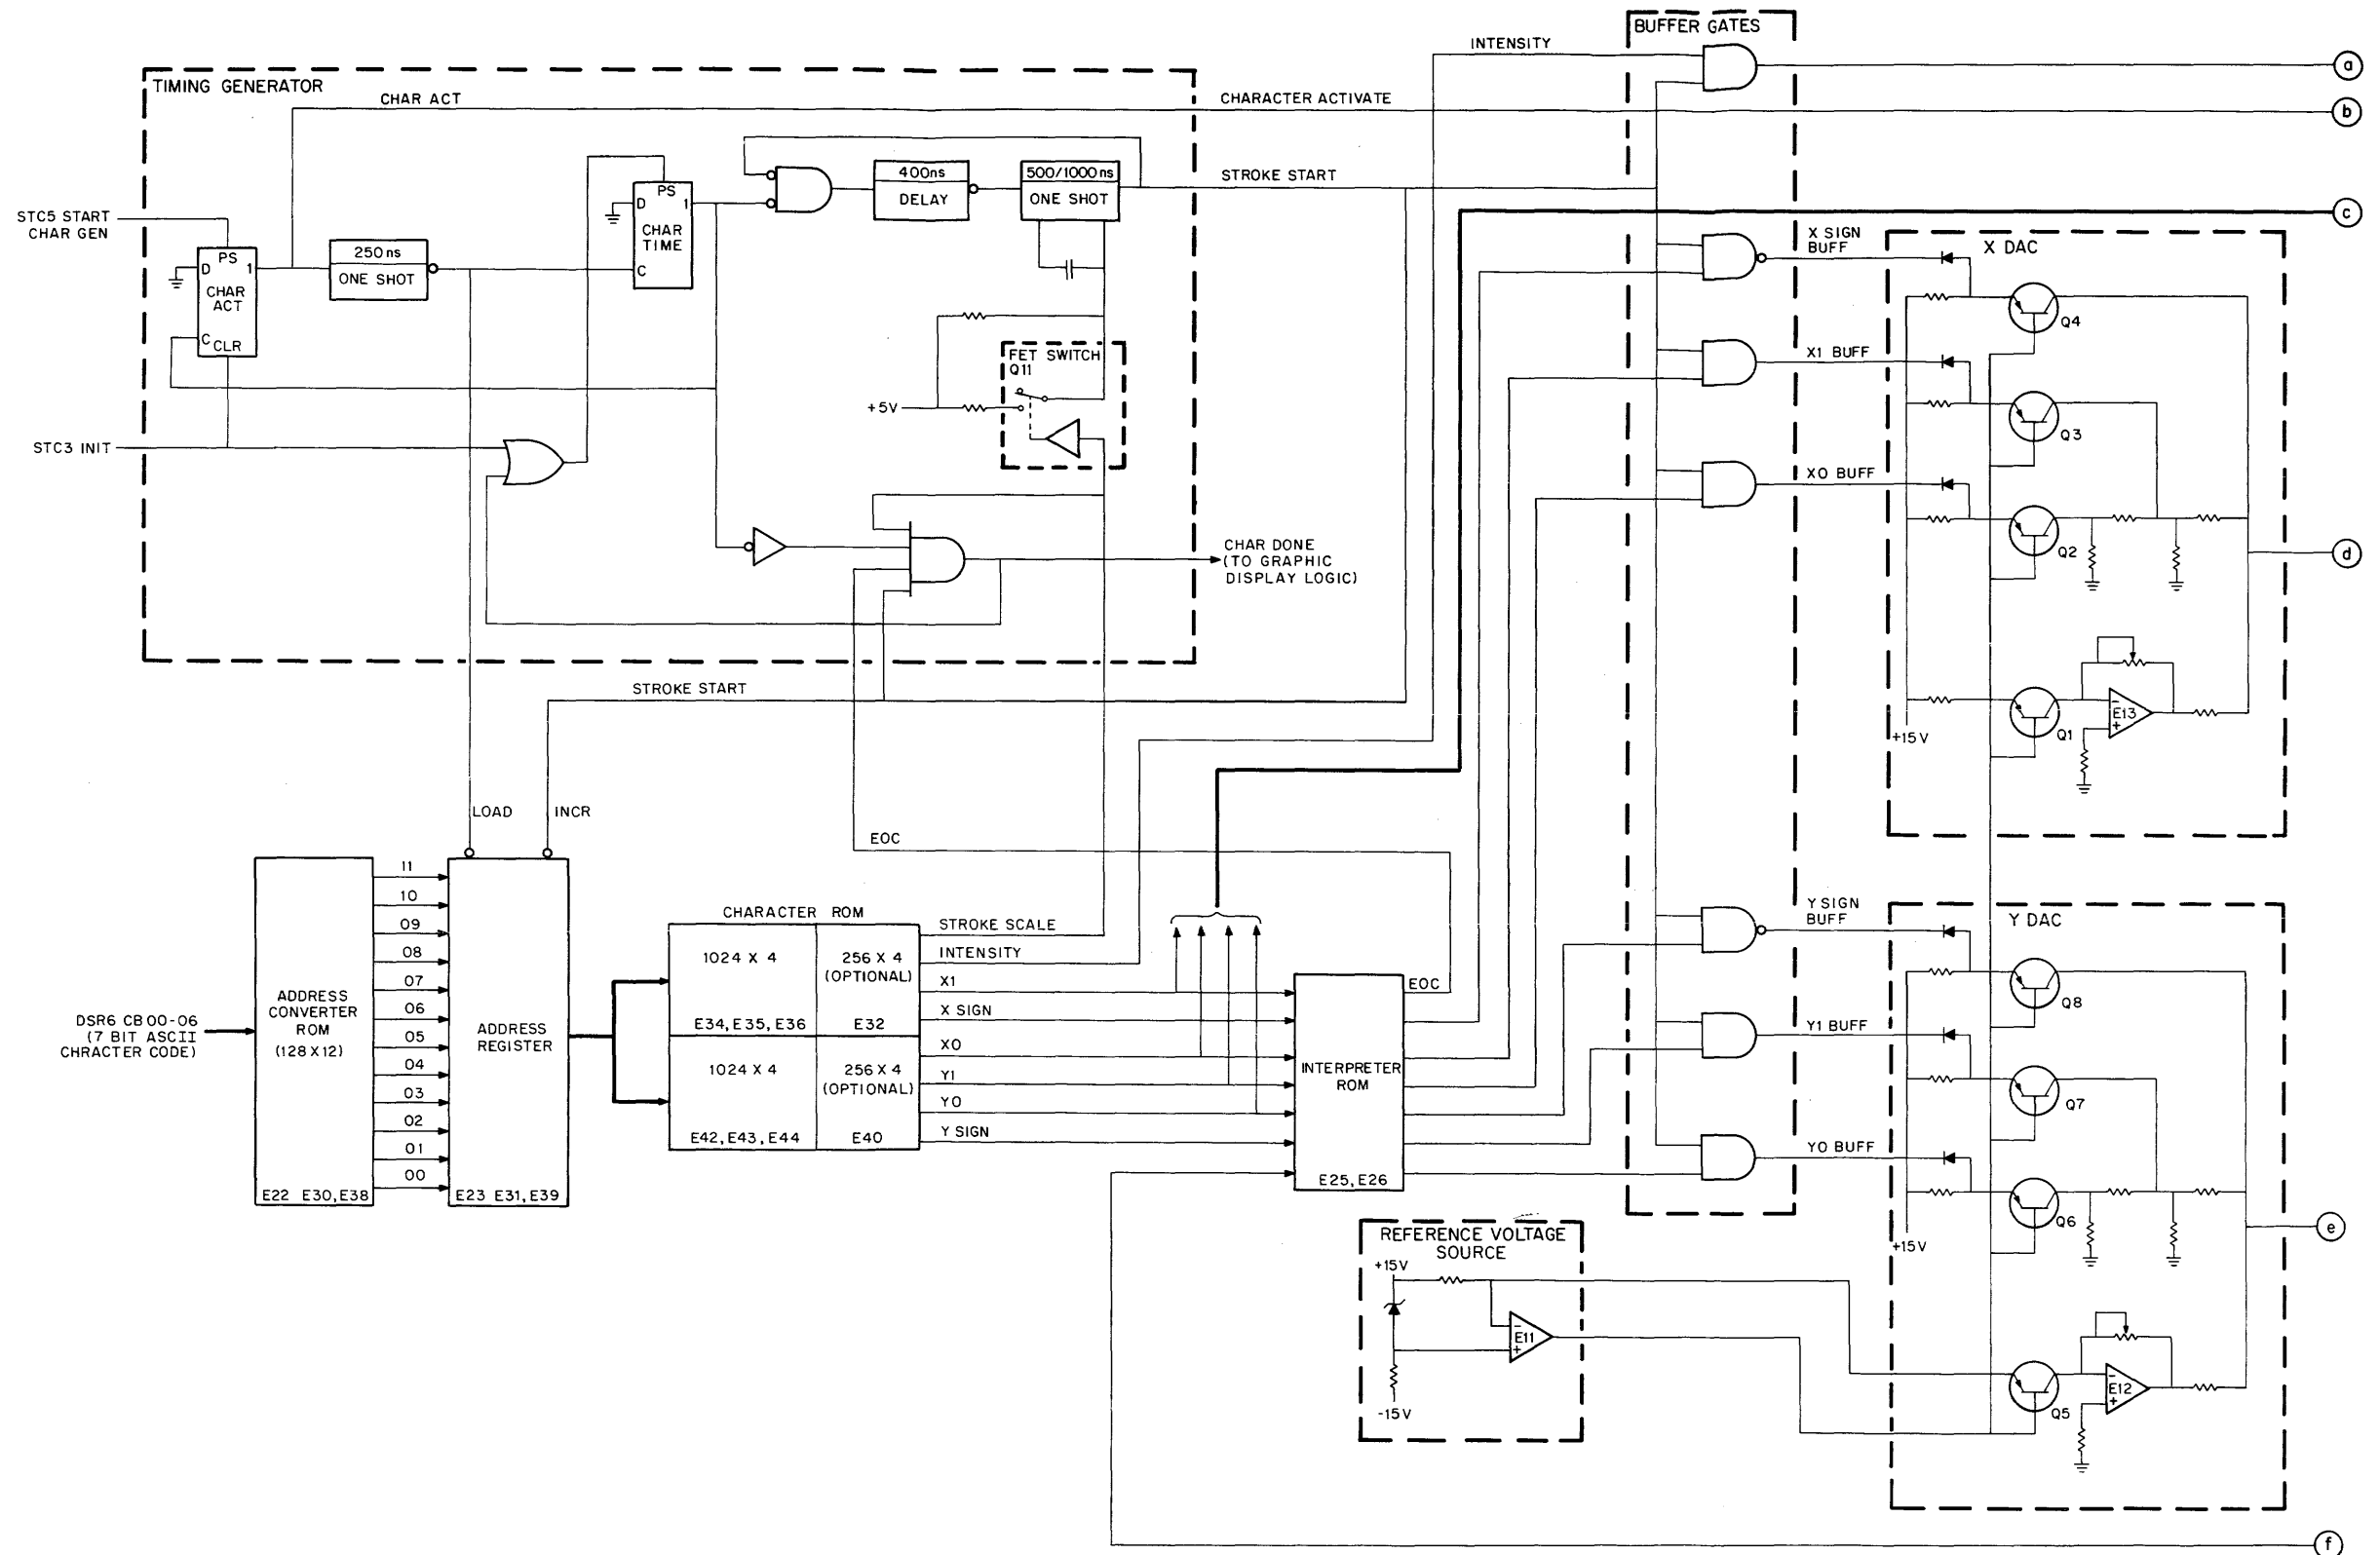 BUFFER GATES
INTENSITY
a
TIMING GENERATOR
CHAR ACT
CHARACTER ACTIVATE
b
STC5 START
CHAR GEN
PS
D
1
CHAR
ACT
C
CLR
250 ns
ONE SHOT
PS
D
1
CHAR
TIME
C
400ns
DELAY
500/1000 ns
ONE SHOT
STROKE START
c
FET SWITCH
Q11
+5V
STC3 INIT
CHAR DONE
(TO GRAPHIC
DISPLAY LOGIC)
X SIGN
BUFF
X1 BUFF
X0 BUFF
X DAC
Q4
Q3
Q2
d
Q1
-
E13
+
+15V
STROKE START
LOAD
INCR
EOC
11
10
09
08
07
06
05
04
03
02
01
00
DSR6 CB00-06
(7 BIT ASCII
CHRACTER CODE)
ADDRESS
CONVERTER
ROM
(128X12)
E22 E30,E38
ADDRESS
REGISTER
E23 E31,E39
CHARACTER ROM
1024 X 4
E34,E35,E36
256 X 4
(OPTIONAL)
E32
1024 X 4
E42,E43,E44
256 X 4
(OPTIONAL)
E40
STROKE SCALE
INTENSITY
X1
X SIGN
X0
Y1
Y0
Y SIGN
EOC
INTERPRETER
ROM
E25,E26
Y SIGN
BUFF
Y1 BUFF
Y0 BUFF
Y DAC
Q8
Q7
Q6
+15V
e
REFERENCE VOLTAGE
SOURCE
+15V
-
E11
+
-15V
Q5
-
E12
+
f